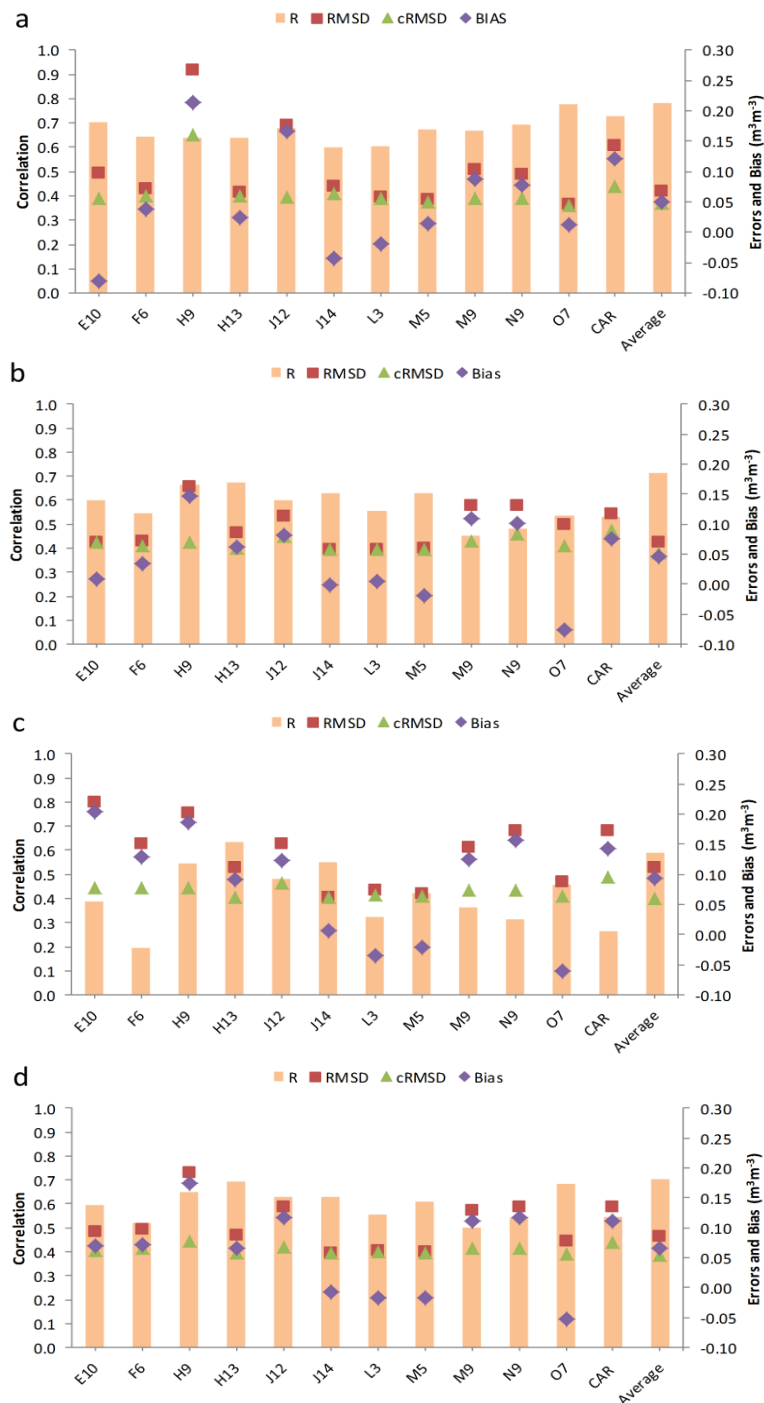 a
R RMSD cRMSD BIAS
1.0 0.30
0.9 0.25
0.8
0.7 0.20
0.6 0.15
0.5 0.10
0.4 0.05
0.3 0.00
0.2
0.1 -0.05
0.0 -0.10
Correlation
Errors and Bias (m³m⁻³)
E10 F6 H9 H13 J12 J14 L3 M5 M9 N9 O7 CAR Average
b
R RMSD cRMSD Bias
1.0 0.30
0.9 0.25
0.8
0.7 0.20
0.6 0.15
0.5 0.10
0.4 0.05
0.3 0.00
0.2
0.1 -0.05
0.0 -0.10
Correlation
Errors and Bias (m³m⁻³)
E10 F6 H9 H13 J12 J14 L3 M5 M9 N9 O7 CAR Average
c
R RMSD cRMSD Bias
1.0 0.30
0.9 0.25
0.8
0.7 0.20
0.6 0.15
0.5 0.10
0.4 0.05
0.3 0.00
0.2
0.1 -0.05
0.0 -0.10
Correlation
Errors and Bias (m³m⁻³)
E10 F6 H9 H13 J12 J14 L3 M5 M9 N9 O7 CAR Average
d
R RMSD cRMSD Bias
1.0 0.30
0.9 0.25
0.8
0.7 0.20
0.6 0.15
0.5 0.10
0.4 0.05
0.3 0.00
0.2
0.1 -0.05
0.0 -0.10
Correlation
Errors and Bias (m³m⁻³)
E10 F6 H9 H13 J12 J14 L3 M5 M9 N9 O7 CAR Average